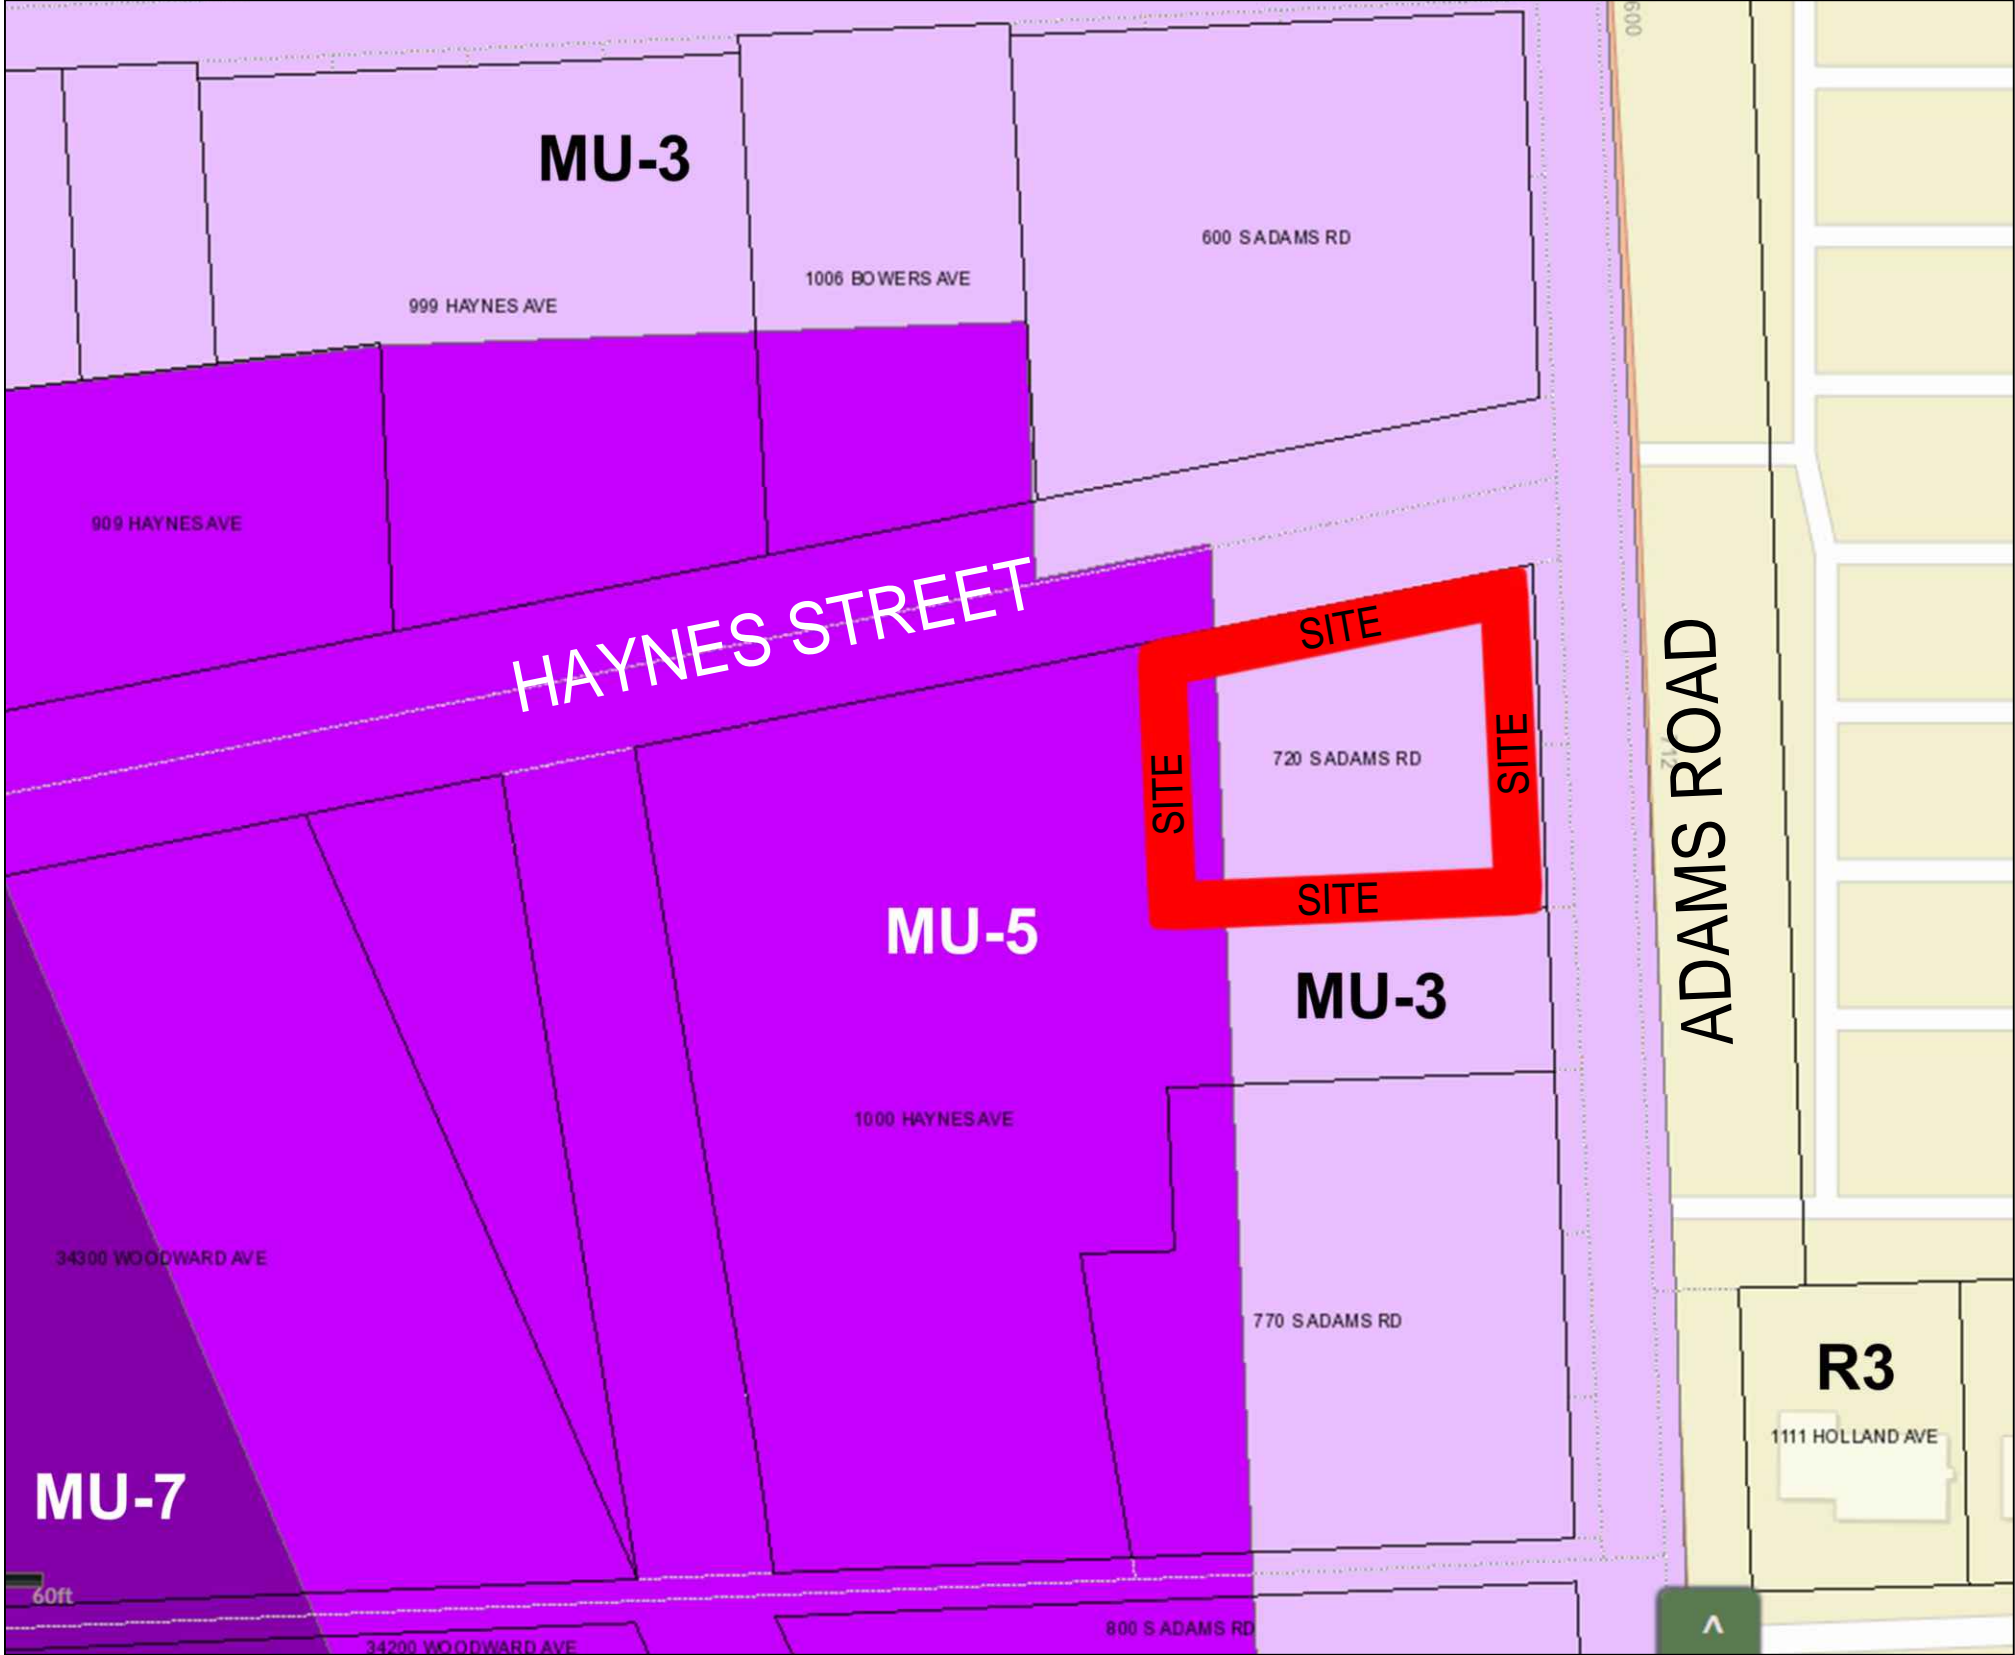 600
MU-3
600 S ADAMS RD
1006 BOWERS AVE
999 HAYNES AVE
909 HAYNES AVE
HAYNES STREET
SITE
SITE
SITE
SITE
720 S ADAMS RD
712
ADAMS ROAD
MU-5
MU-3
1000 HAYNES AVE
34300 WOODWARD AVE
770 S ADAMS RD
R3
1111 HOLLAND AVE
MU-7
60ft
800 S ADAMS RD
34200 WOODWARD AVE
^